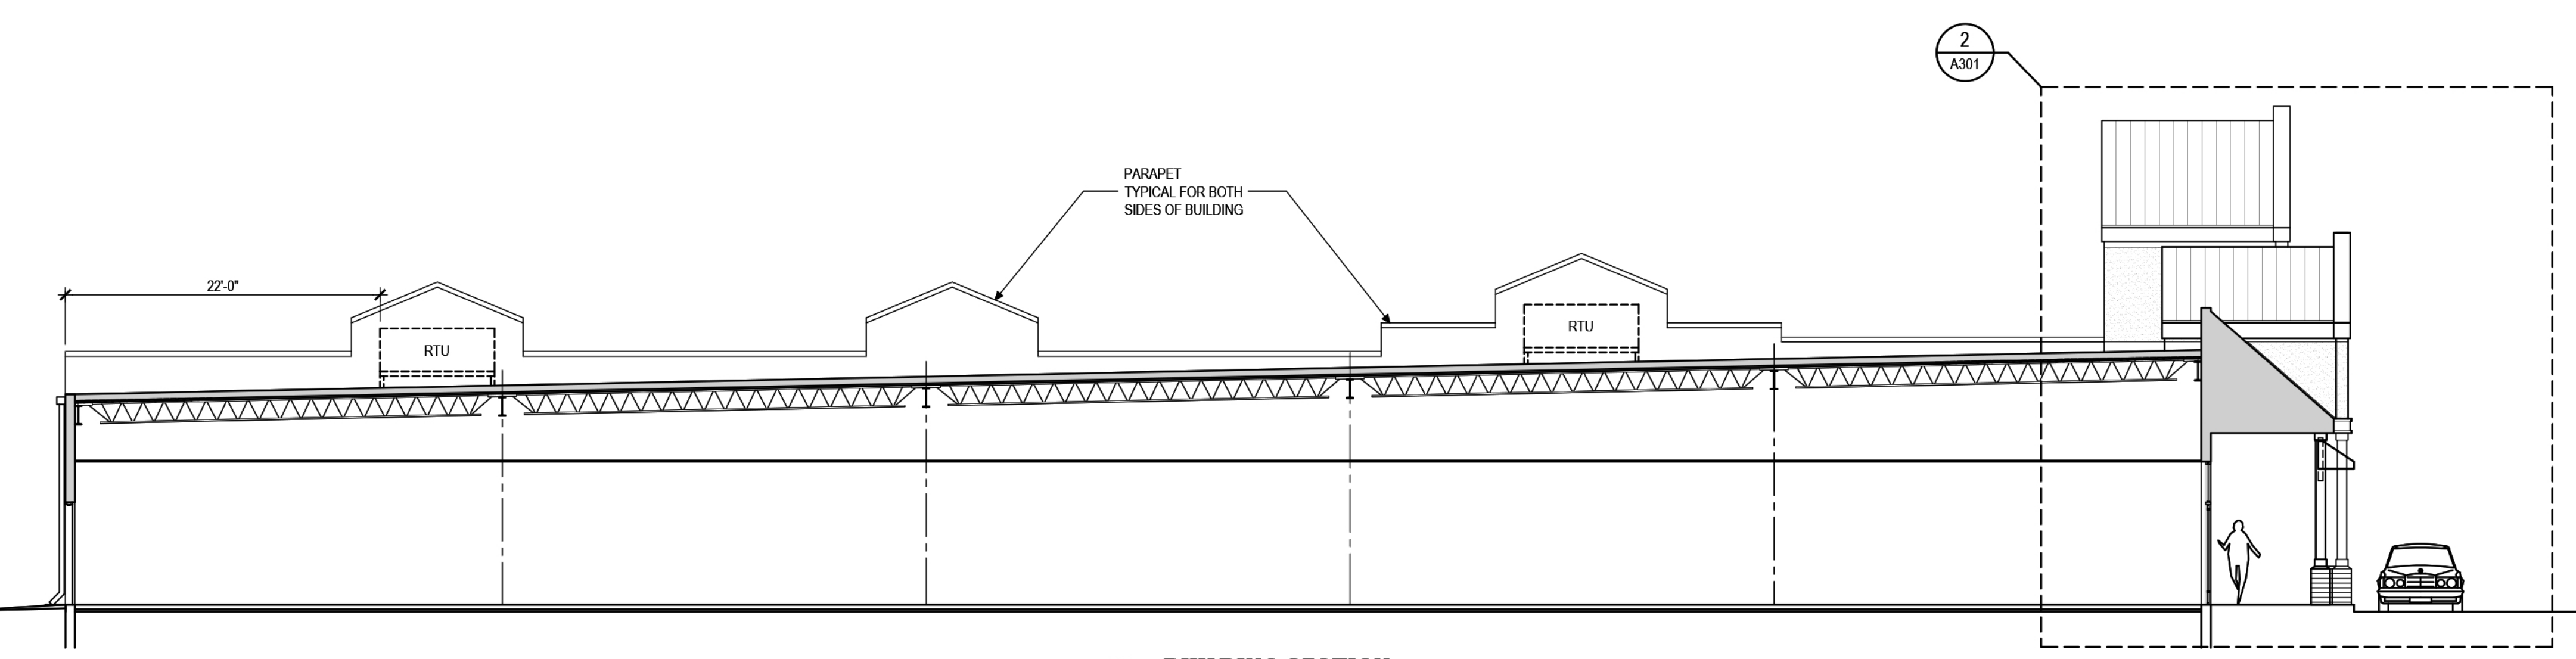 2
A301
PARAPET
TYPICAL FOR BOTH
SIDES OF BUILDING
22'-0"
RTU
RTU